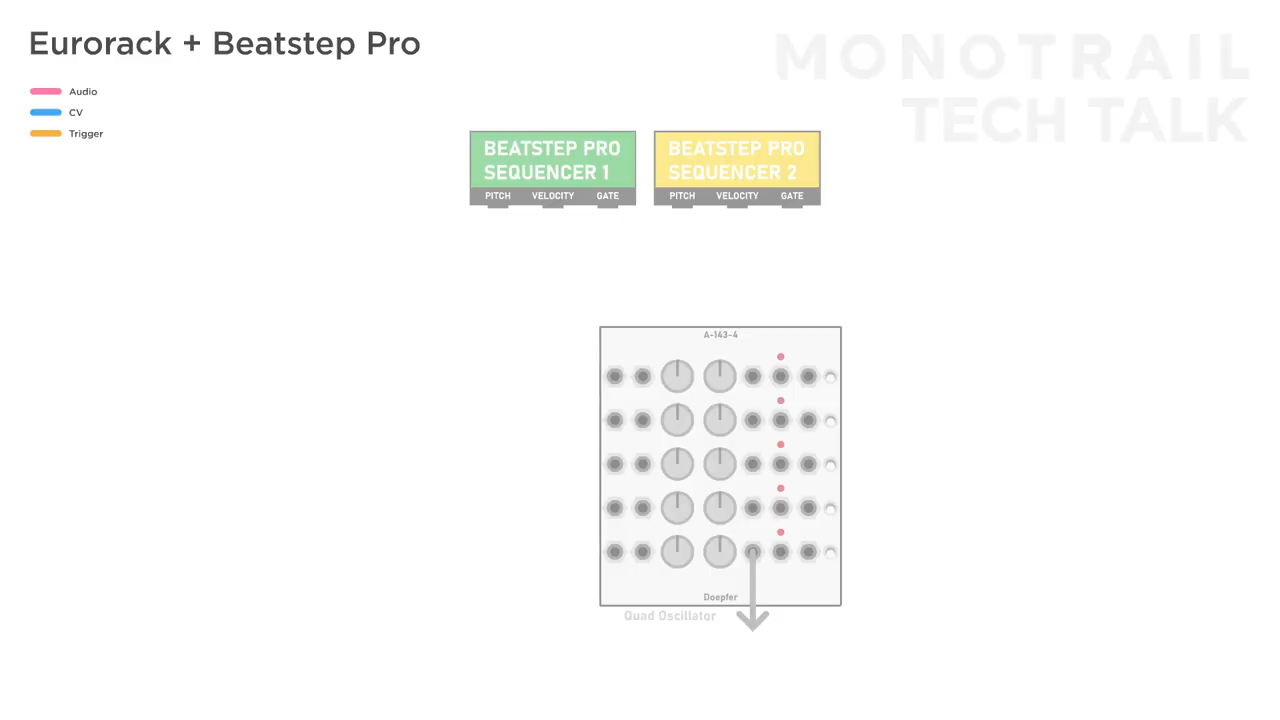 Eurorack + Beatstep Pro
MONOTRAIL
TECH TALK
Audio
CV
Trigger
BEATSTEP PRO
SEQUENCER 1
PITCH VELOCITY GATE
BEATSTEP PRO
SEQUENCER 2
PITCH VELOCITY GATE
A-143-4
Doepfer
Quad Oscillator